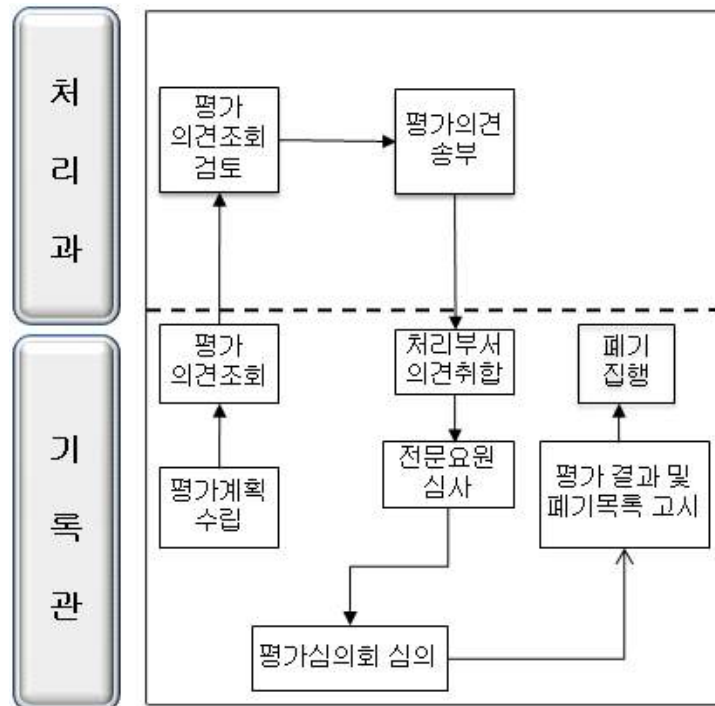 처
리
과
평가
의견조회
검토
평가의견
송부
기
록
관
평가
의견조회
처리부서
의견취합
폐기
집행
평가계획
수립
전문요원
심사
평가 결과 및
폐기목록 고시
평가심의회 심의